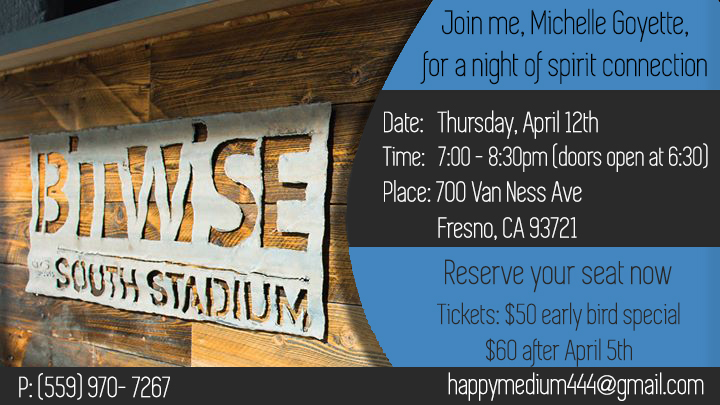 BITWISE
SOUTH STADIUM
Join me, Michelle Goyette,
for a night of spirit connection
Date: Thursday, April 12th
Time: 7:00 - 8:30pm (doors open at 6:30)
Place: 700 Van Ness Ave
Fresno, CA 93721
Reserve your seat now
Tickets: $50 early bird special
$60 after April 5th
P: (559) 970- 7267
happymedium444@gmail.com